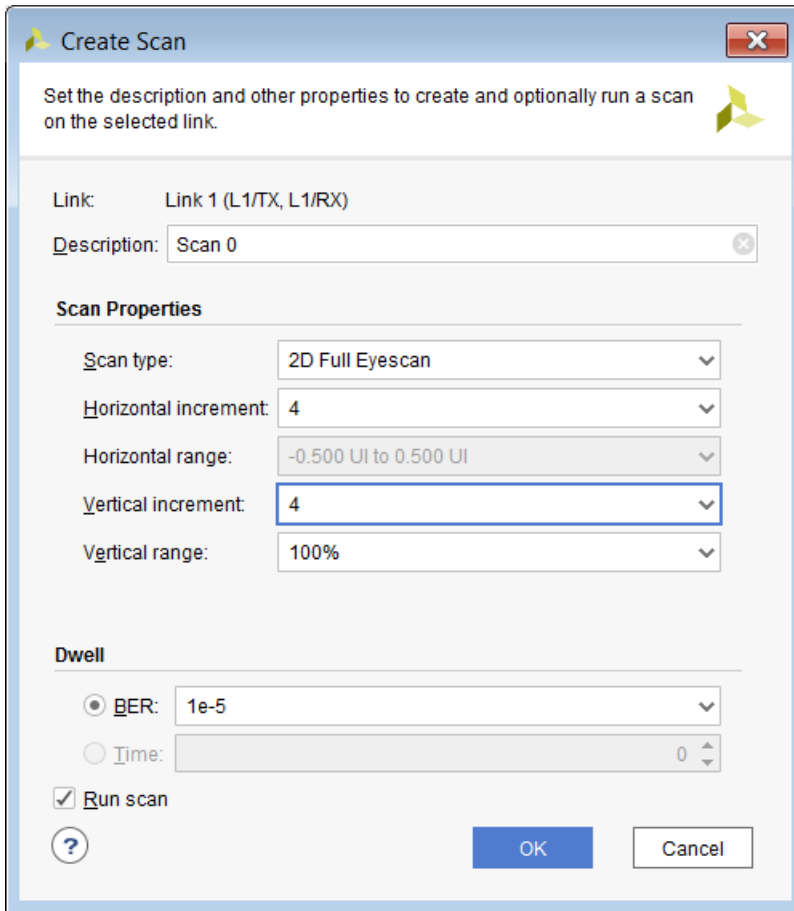 Create Scan
Set the description and other properties to create and optionally run a scan
on the selected link.
Link: Link 1 (L1/TX, L1/RX)
Description: Scan 0
Scan Properties
Scan type: 2D Full Eyescan
Horizontal increment: 4
Horizontal range: -0.500 UI to 0.500 UI
Vertical increment: 4
Vertical range: 100%
Dwell
BER: 1e-5
Time: 0
Run scan
? OK Cancel